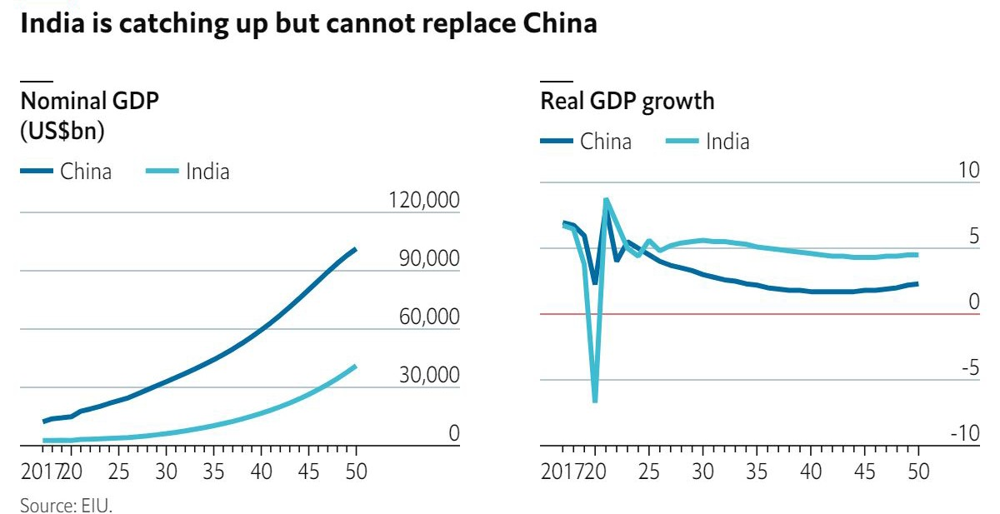 India is catching up but cannot replace China
Nominal GDP
(US$bn)
China India
120,000
90,000
60,000
30,000
0
2017 20 25 30 35 40 45 50
Real GDP growth
China India
10
5
0
-5
-10
2017 20 25 30 35 40 45 50
Source: EIU.